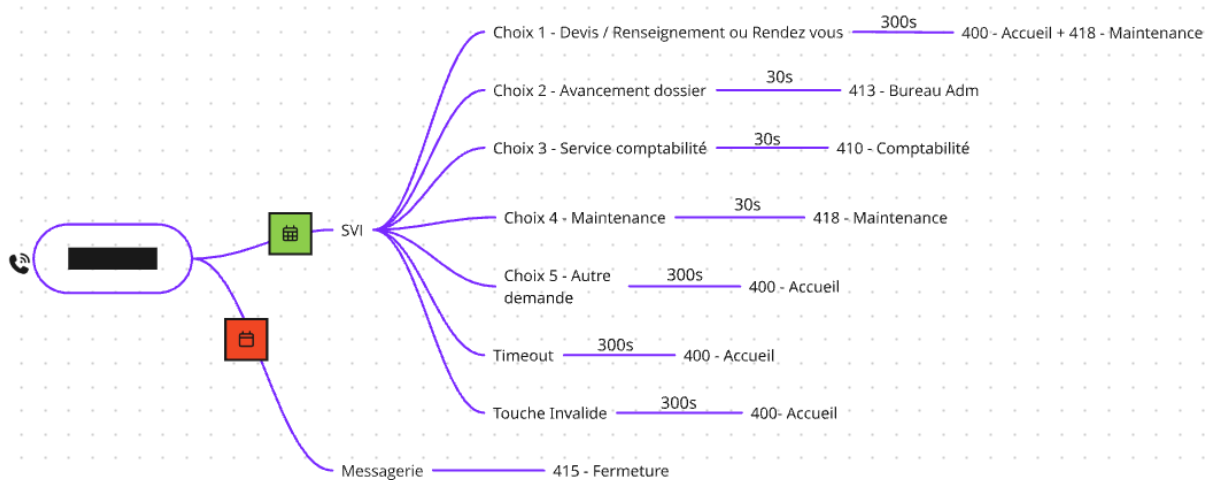 Choix 1 - Devis / Renseignement ou Rendez vous 300s 400 - Accueil + 418 - Maintenance
Choix 2 - Avancement dossier 30s 413 - Bureau Adm
Choix 3 - Service comptabilité 30s 410 - Comptabilité
Choix 4 - Maintenance 30s 418 - Maintenance
SVI
Choix 5 - Autre
demande 300s 400 - Accueil
Timeout 300s 400 - Accueil
Touche Invalide 300s 400- Accueil
Messagerie 415 - Fermeture